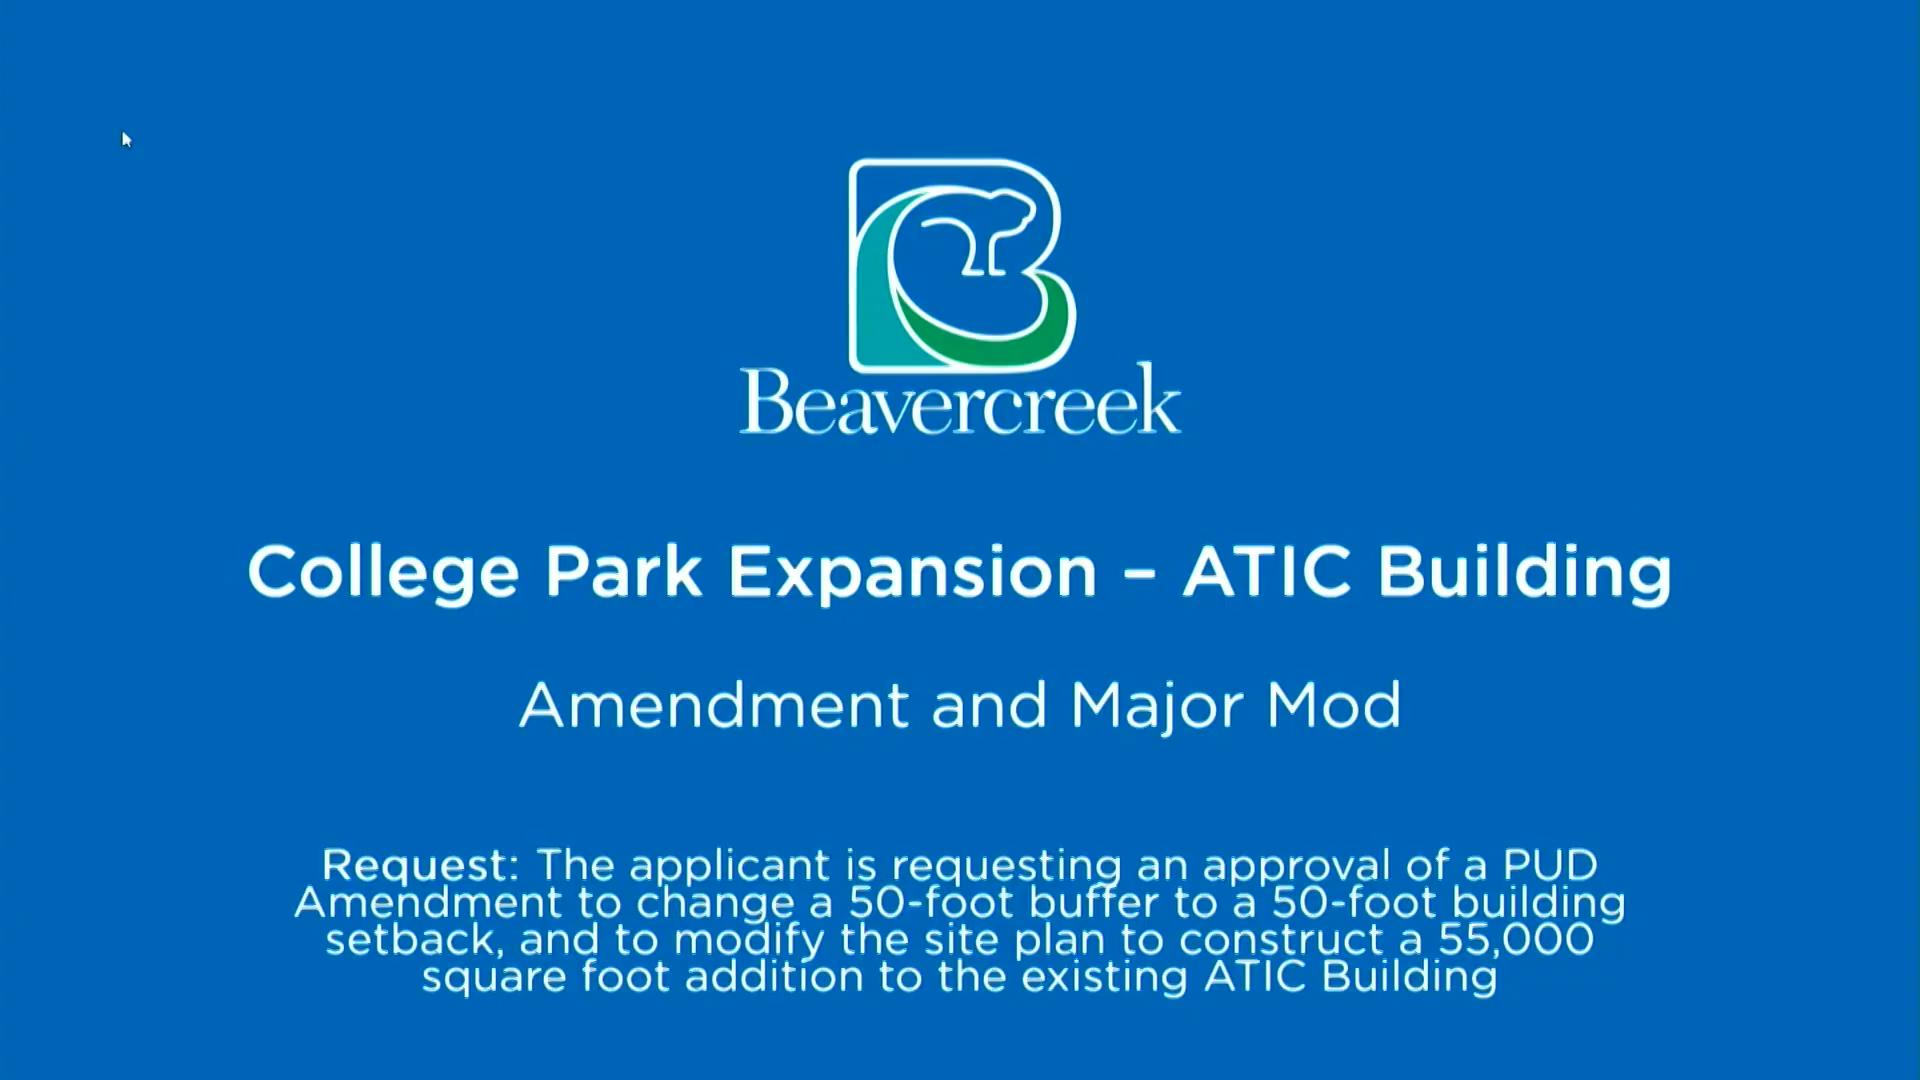 Beavercreek
College Park Expansion – ATIC Building
Amendment and Major Mod
Request: The applicant is requesting an approval of a PUD
Amendment to change a 50-foot buffer to a 50-foot building
setback, and to modify the site plan to construct a 55,000
square foot addition to the existing ATIC Building